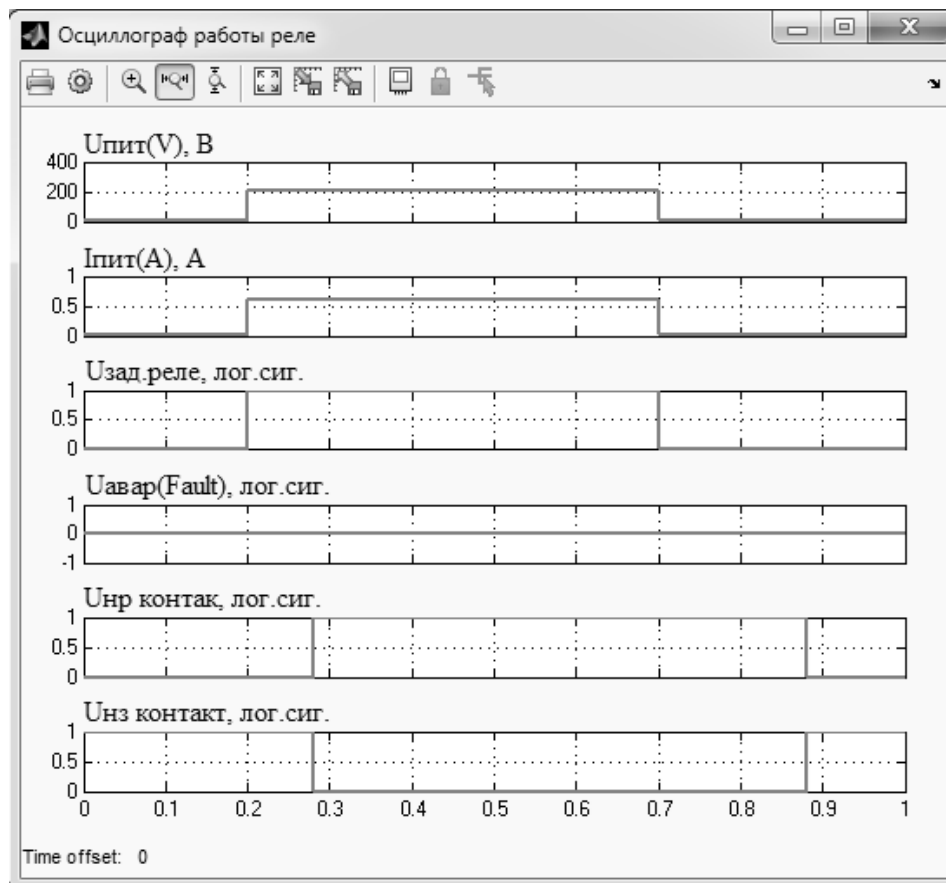 Осциллограф работы реле
Uпит(V), В
400
200
0
Iпит(A), А
1
0.5
0
Uзад.реле, лог.сиг.
1
0.5
0
Uавар(Fault), лог.сиг.
1
0
-1
Uнр контак, лог.сиг.
1
0.5
0
Uнз контакт, лог.сиг.
1
0.5
0
0 0.1 0.2 0.3 0.4 0.5 0.6 0.7 0.8 0.9 1
Time offset: 0